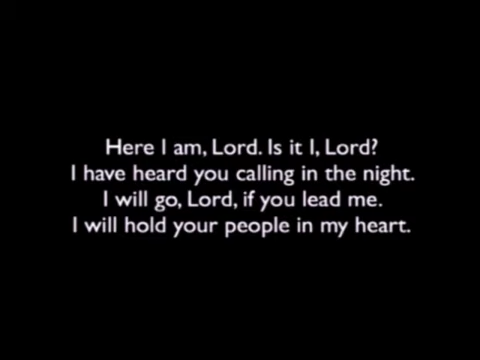 Here I am, Lord. Is it I, Lord?
I have heard you calling in the night.
I will go, Lord, if you lead me.
I will hold your people in my heart.